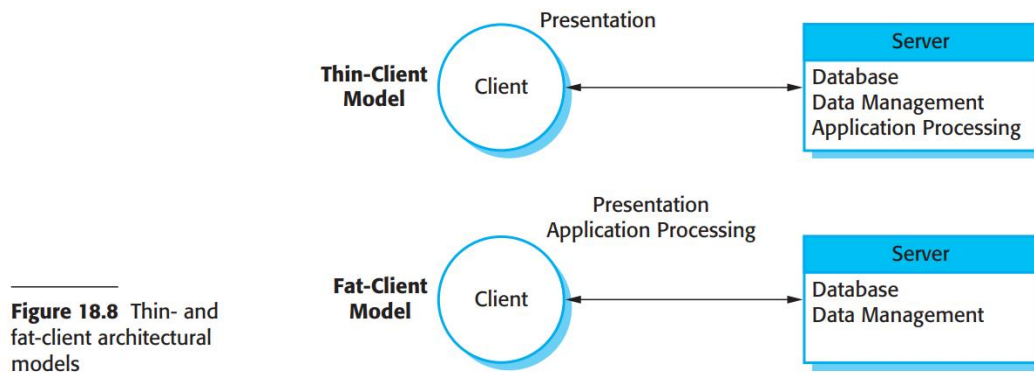 Presentation
Thin-Client
Model
Client
Server
Database
Data Management
Application Processing
Presentation
Application Processing
Fat-Client
Model
Client
Server
Database
Data Management
Figure 18.8 Thin- and
fat-client architectural
models